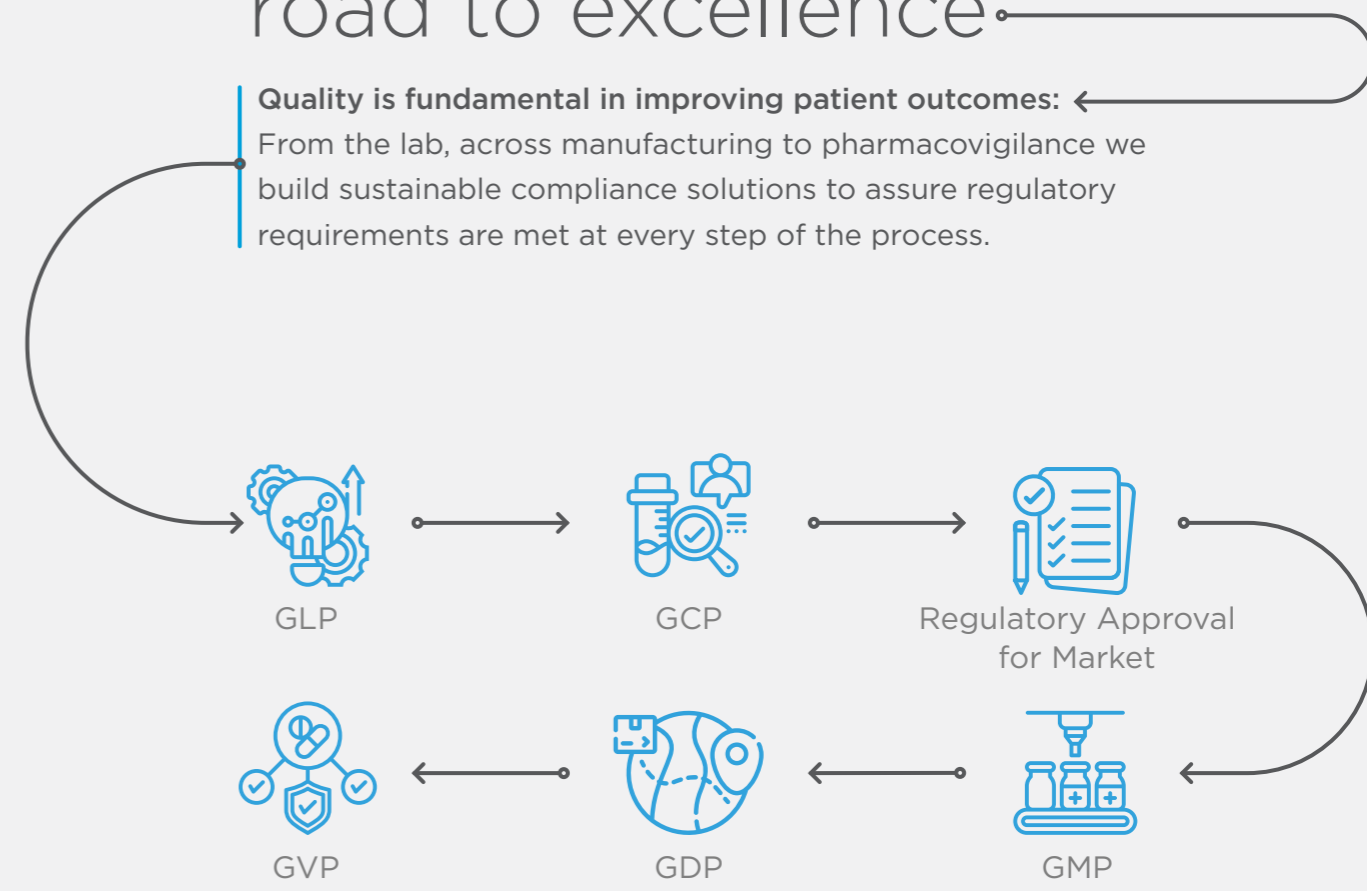 road to excellence
Quality is fundamental in improving patient outcomes:
From the lab, across manufacturing to pharmacovigilance we
build sustainable compliance solutions to assure regulatory
requirements are met at every step of the process.
GLP
GCP
Regulatory Approval
for Market
GVP
GDP
GMP